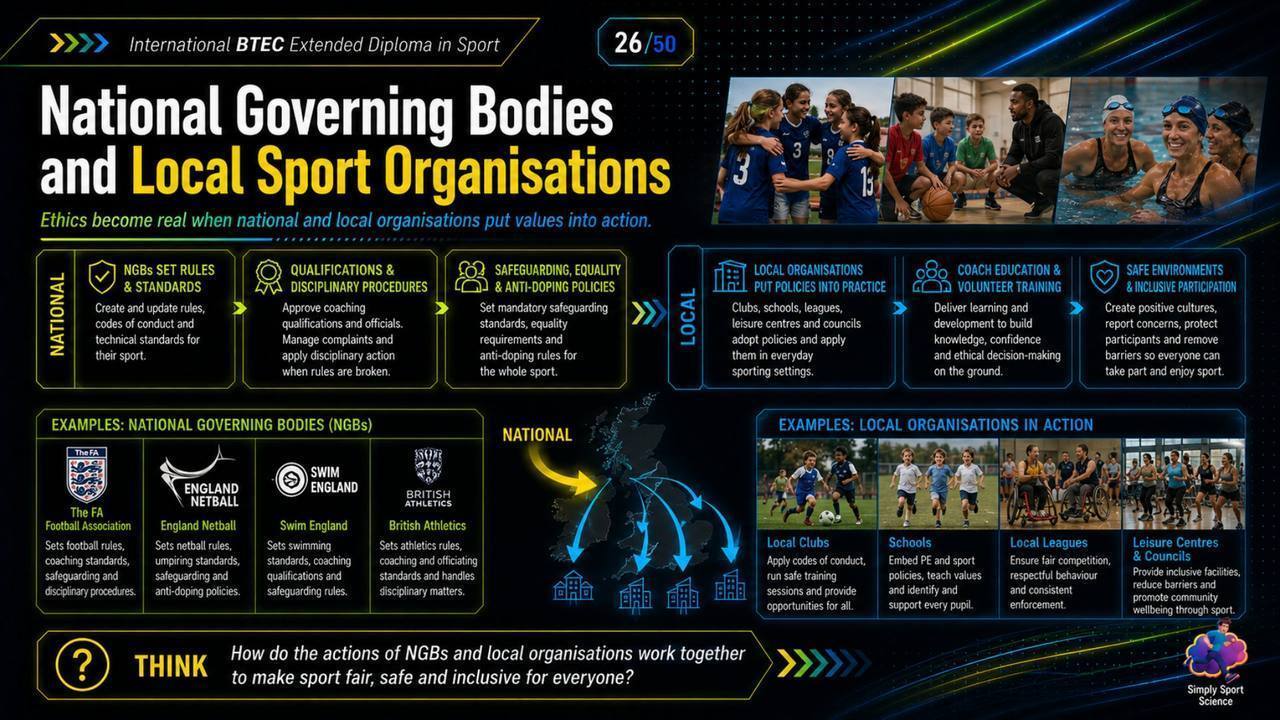 International BTEC Extended Diploma in Sport
26/50
National Governing Bodies
and Local Sport Organisations
Ethics become real when national and local organisations put values into action.
NATIONAL
NGBs SET RULES
& STANDARDS
Create and update rules,
codes of conduct and
technical standards for
their sport.
QUALIFICATIONS &
DISCIPLINARY PROCEDURES
Approve coaching
qualifications and officials.
Manage complaints and
apply disciplinary action
when rules are broken.
SAFEGUARDING, EQUALITY
& ANTI-DOPING POLICIES
Set mandatory safeguarding
standards, equality
requirements and
anti-doping rules for
the whole sport.
LOCAL
LOCAL ORGANISATIONS
PUT POLICIES INTO PRACTICE
Clubs, schools, leagues,
leisure centres and councils
adopt policies and apply
them in everyday
sporting settings.
COACH EDUCATION &
VOLUNTEER TRAINING
Deliver learning and
development to build
knowledge, confidence
and ethical decision-making
on the ground.
SAFE ENVIRONMENTS
& INCLUSIVE PARTICIPATION
Create positive cultures,
report concerns, protect
participants and remove
barriers so everyone can
take part and enjoy sport.
EXAMPLES: NATIONAL GOVERNING BODIES (NGBs)
The FA
The FA
Football Association
Sets football rules,
coaching standards,
safeguarding and
disciplinary procedures.
ENGLAND
NETBALL
England Netball
Sets netball rules,
umpiring standards,
safeguarding and
anti-doping policies.
SWIM
ENGLAND
Swim England
Sets swimming
standards, coaching
qualifications and
safeguarding rules.
BRITISH
ATHLETICS
British Athletics
Sets athletics rules,
coaching and officiating
standards and handles
disciplinary matters.
NATIONAL
EXAMPLES: LOCAL ORGANISATIONS IN ACTION
Local Clubs
Apply codes of conduct,
run safe training
sessions and provide
opportunities for all.
Schools
Embed PE and sport
policies, teach values
and identify and
support every pupil.
Local Leagues
Ensure fair competition,
respectful behaviour
and consistent
enforcement.
Leisure Centres
& Councils
Provide inclusive facilities,
reduce barriers and
promote community
wellbeing through sport.
?
THINK
How do the actions of NGBs and local organisations work together
to make sport fair, safe and inclusive for everyone?
Simply Sport
Science
3
3
8
13